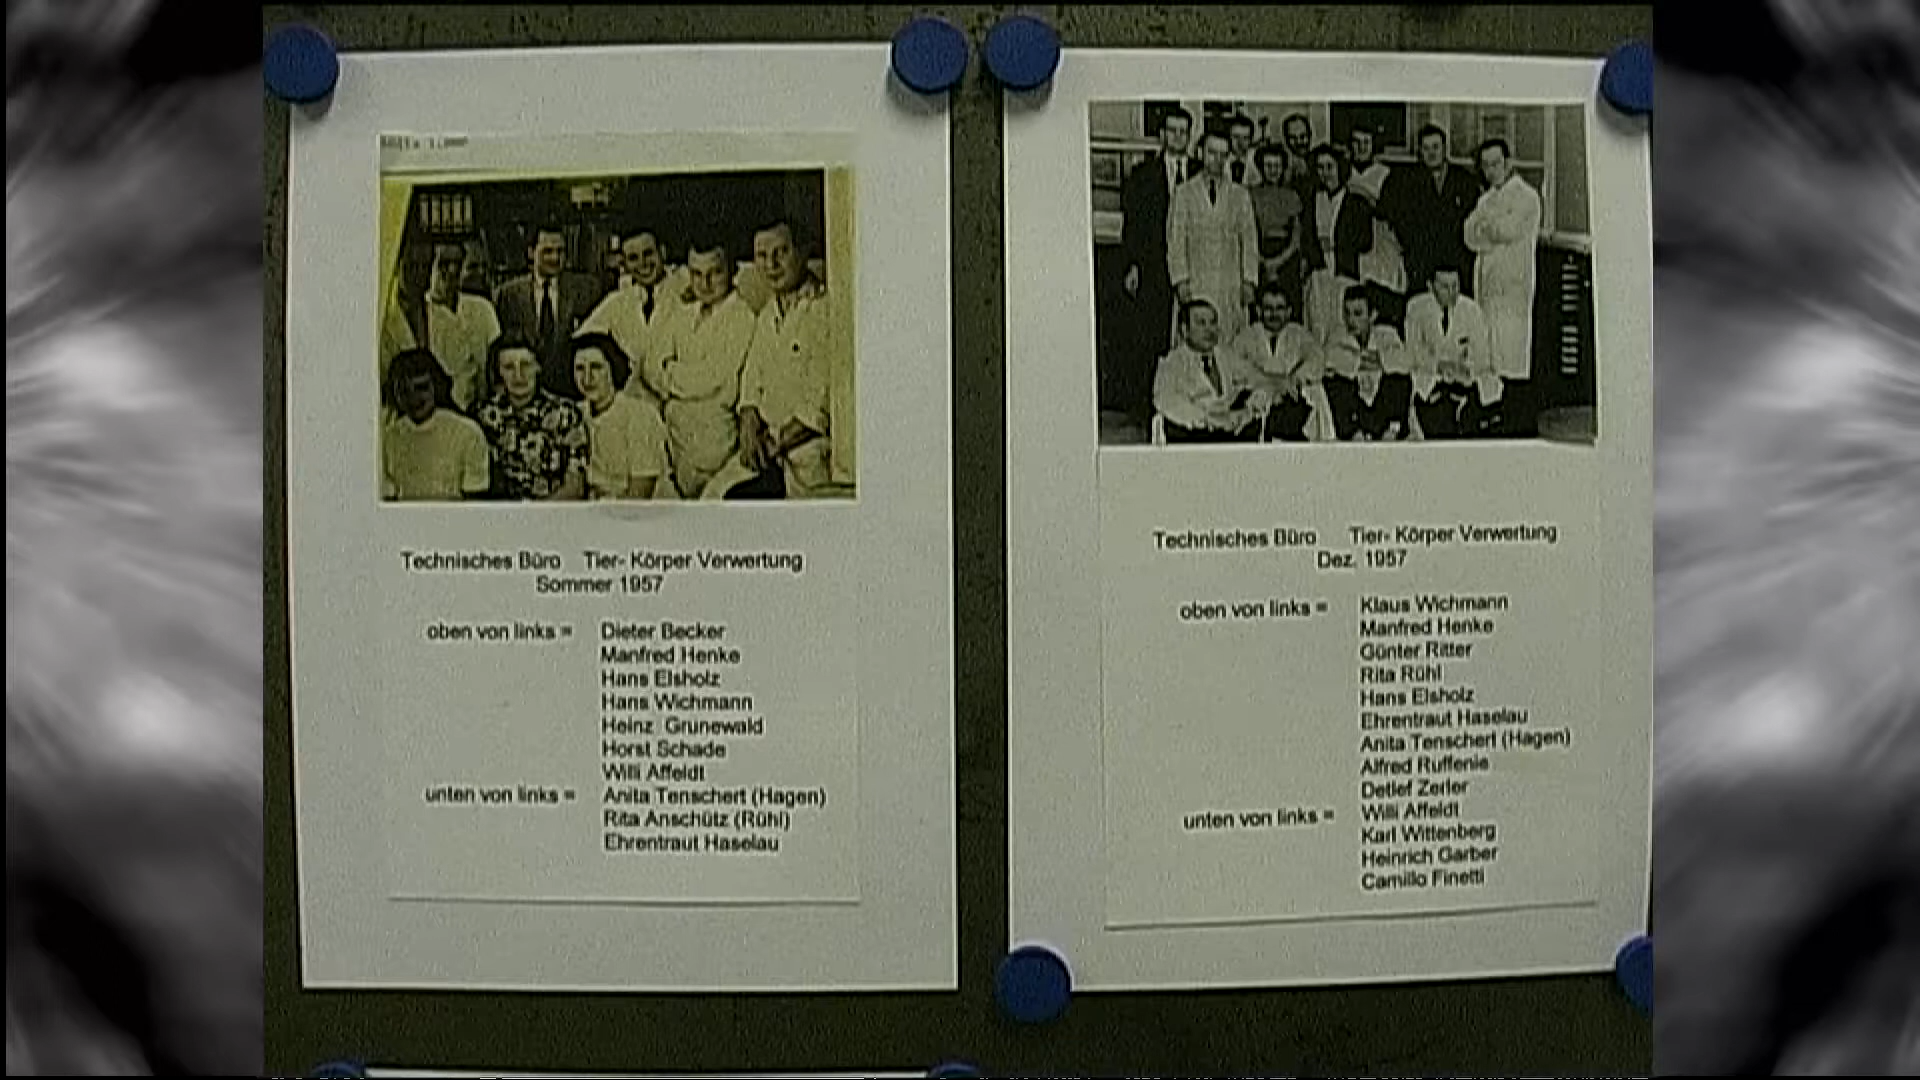 Technisches Büro Tier- Körper Verwertung
Sommer 1957
oben von links = Dieter Becker
Manfred Henke
Hans Elsholz
Hans Wichmann
Heinz Grunewald
Horst Schade
Willi Affeldt
unten von links = Anita Tenschert (Hagen)
Rita Anschütz (Rühl)
Ehrentraut Haselau
Technisches Büro Tier- Körper Verwertung
Dez. 1957
oben von links = Klaus Wichmann
Manfred Henke
Günter Ritter
Rita Rühl
Hans Elsholz
Ehrentraut Haselau
Anita Tenschert (Hagen)
Alfred Ruffenie
Detlef Zerler
unten von links = Willi Affeldt
Karl Wittenberg
Heinrich Garber
Camillo Finetti